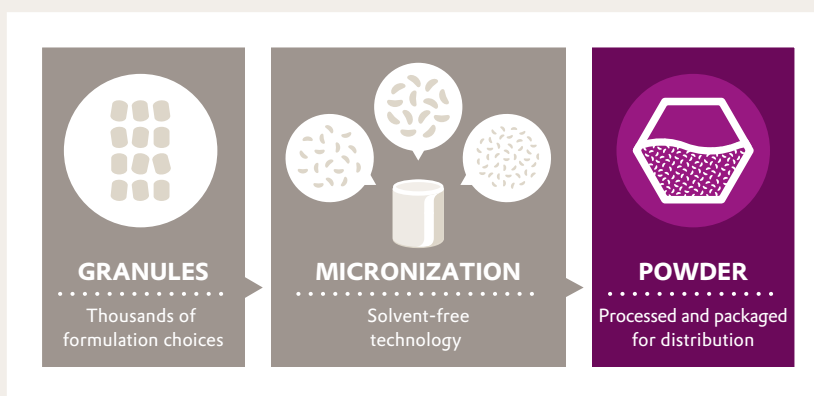 GRANULES
Thousands of
formulation choices
MICRONIZATION
Solvent-free
technology
POWDER
Processed and packaged
for distribution